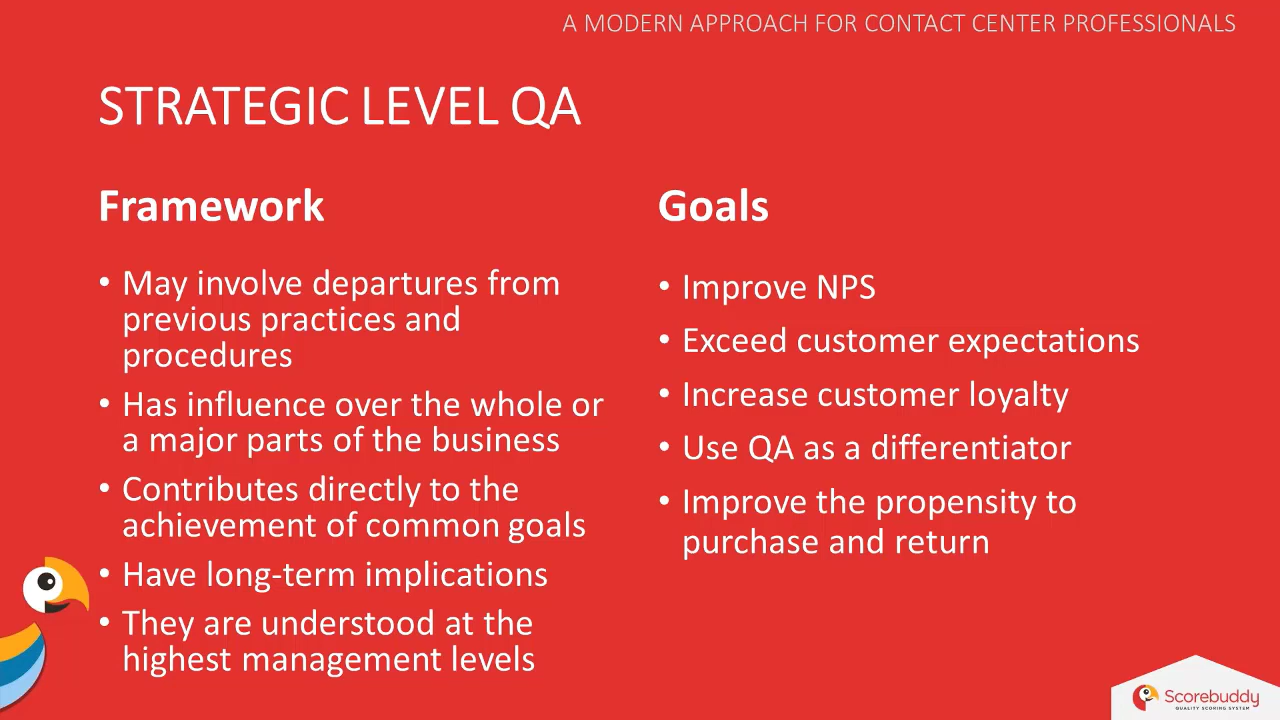 A MODERN APPROACH FOR CONTACT CENTER PROFESSIONALS
STRATEGIC LEVEL QA
Framework
• May involve departures from
previous practices and
procedures
• Has influence over the whole or
a major parts of the business
• Contributes directly to the
achievement of common goals
• Have long-term implications
• They are understood at the
highest management levels
Goals
• Improve NPS
• Exceed customer expectations
• Increase customer loyalty
• Use QA as a differentiator
• Improve the propensity to
purchase and return
Scorebuddy
QUALITY SCORING SYSTEM